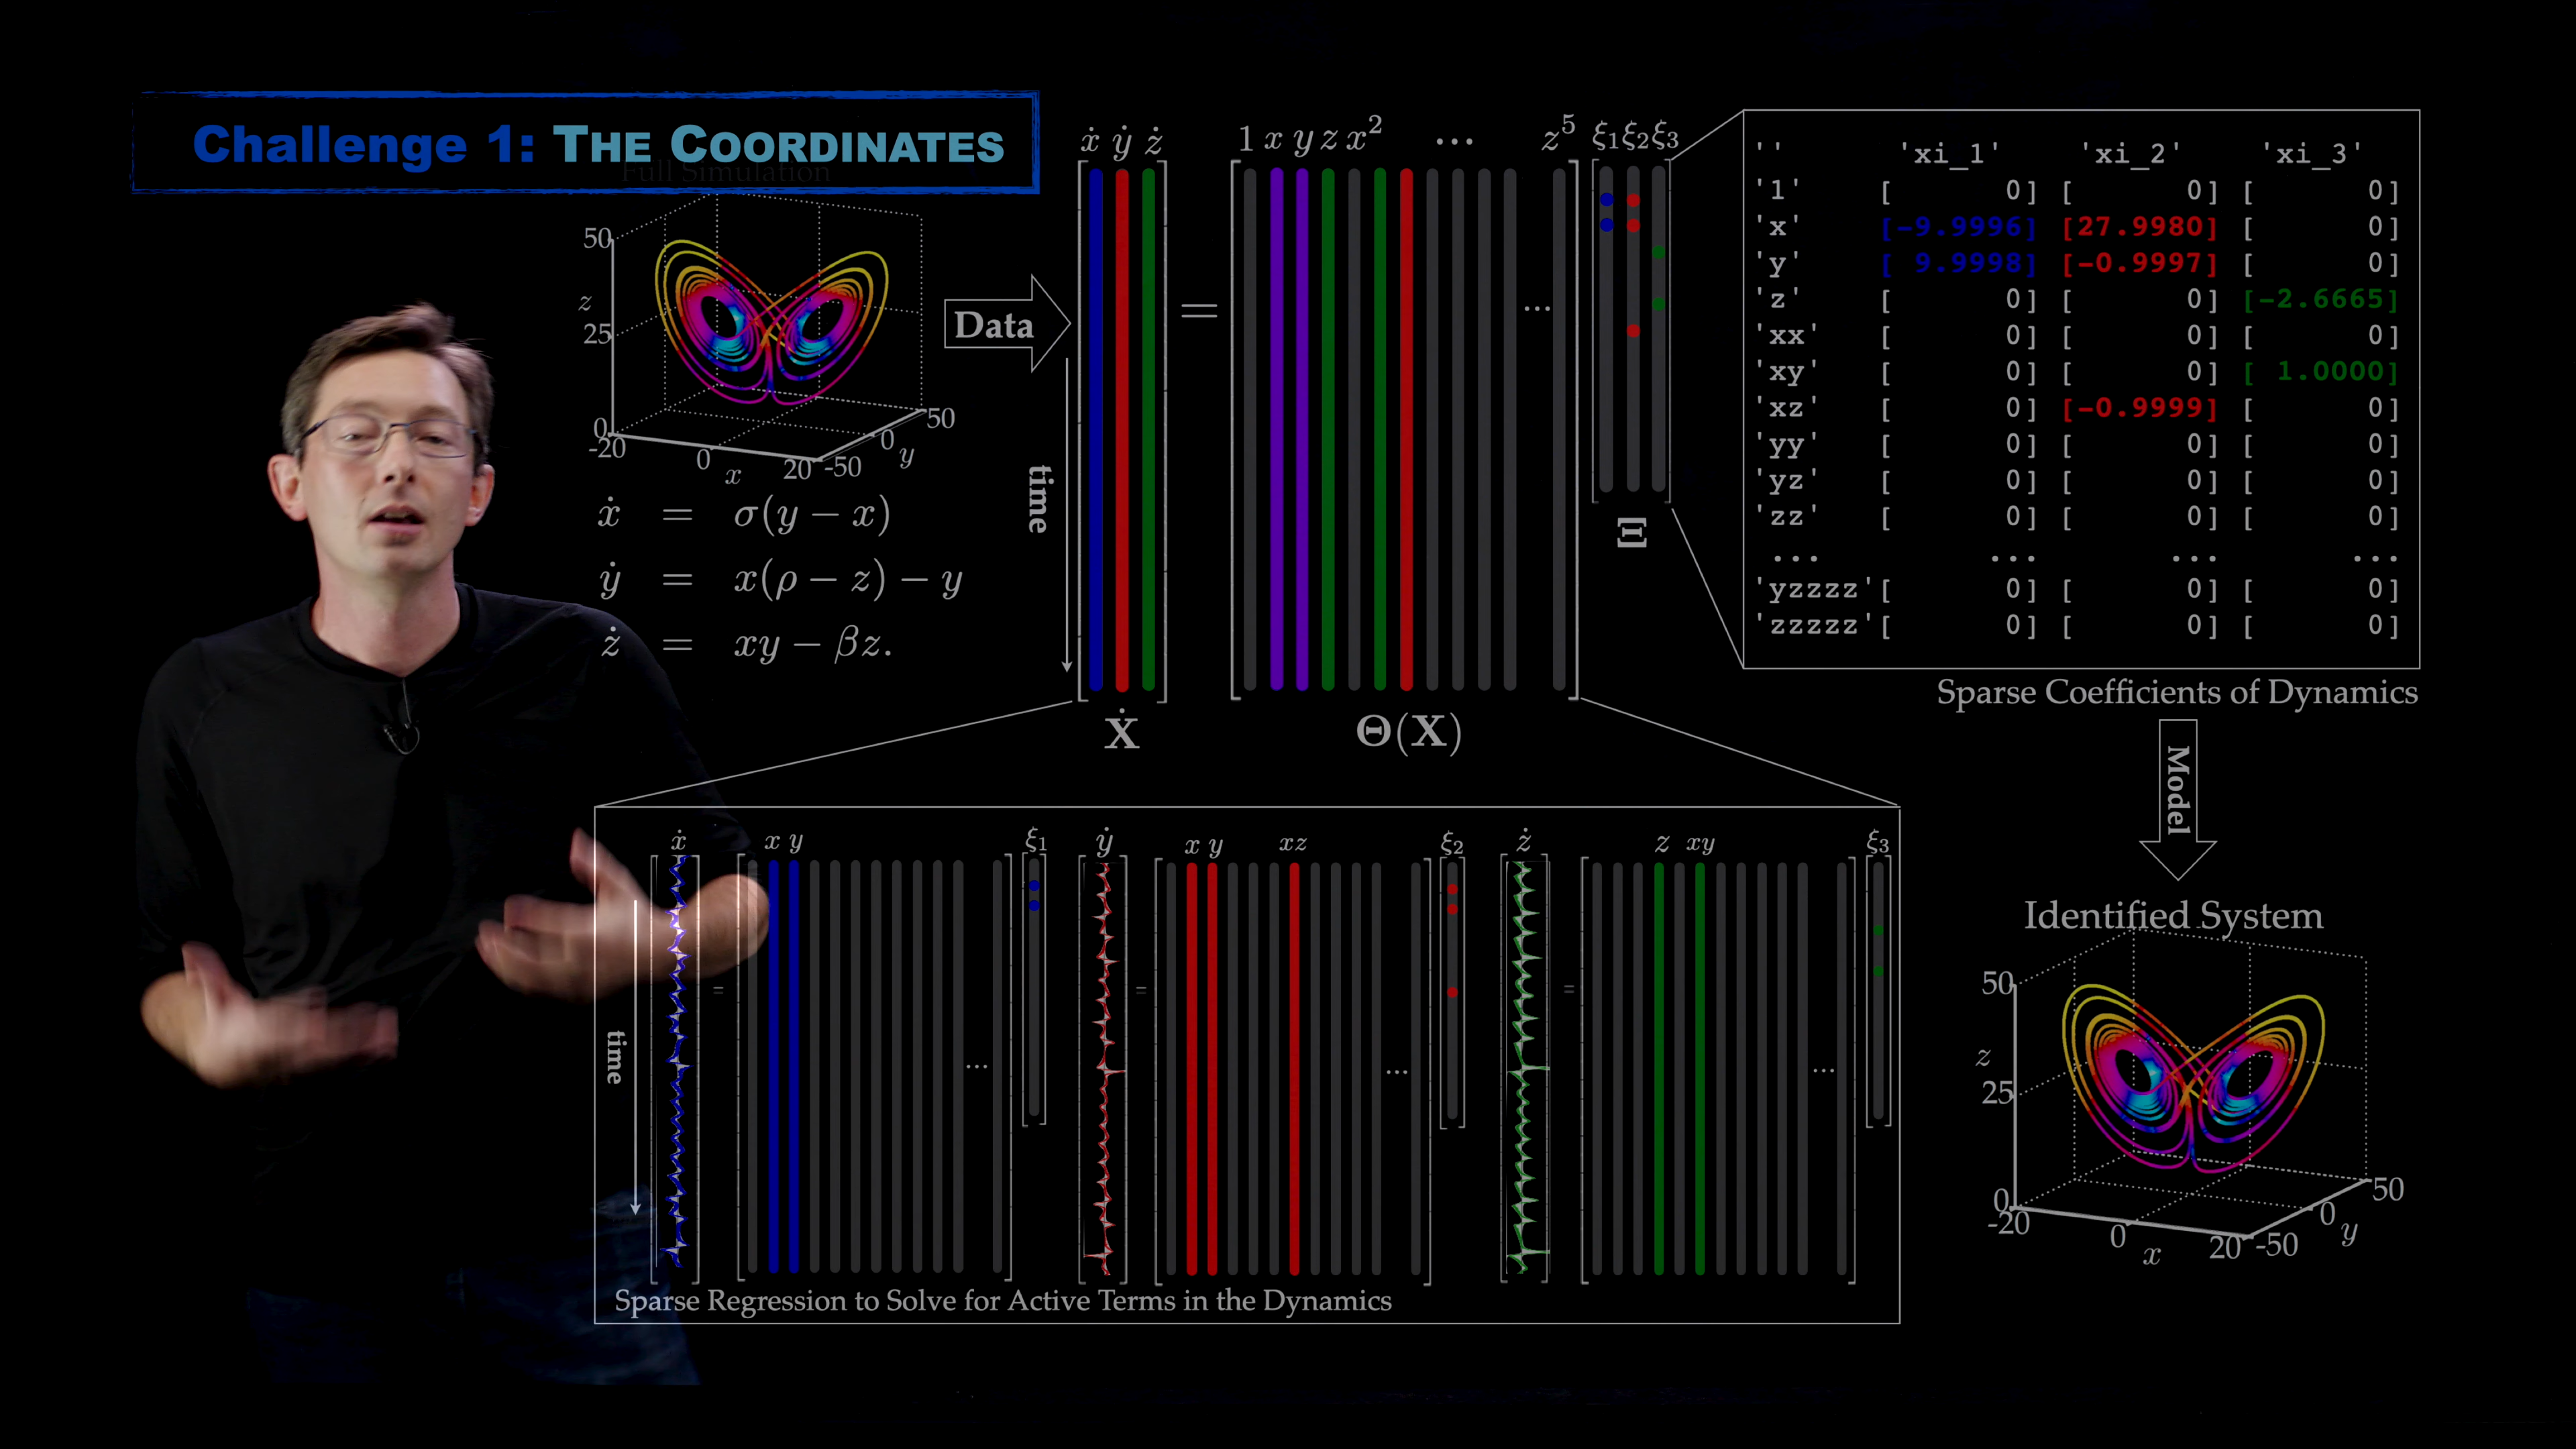 Challenge 1: THE COORDINATES
Full Simulation
50
25
0
z
-20
0
20
x
-50
0
50
y
ẋ = σ(y − x)
ẏ = x(ρ − z) − y
ż = xy − βz.
Data
time
ẋ ẏ ż
Ẋ
=
1 x y z x² ... z⁵
...
Θ(X)
ξ₁ ξ₂ ξ₃
Ξ
'' 'xi_1' 'xi_2' 'xi_3'
'1' [ 0] [ 0] [ 0]
'x' [-9.9996] [27.9980] [ 0]
'y' [ 9.9998] [-0.9997] [ 0]
'z' [ 0] [ 0] [-2.6665]
'xx' [ 0] [ 0] [ 0]
'xy' [ 0] [ 0] [ 1.0000]
'xz' [ 0] [-0.9999] [ 0]
'yy' [ 0] [ 0] [ 0]
'yz' [ 0] [ 0] [ 0]
'zz' [ 0] [ 0] [ 0]
... ... ... ...
'yzzzz' [ 0] [ 0] [ 0]
'zzzzz' [ 0] [ 0] [ 0]
Sparse Coefficients of Dynamics
Model
time
ẋ = x y ... ξ₁
ẏ = x y xz ... ξ₂
ż = z xy ... ξ₃
Sparse Regression to Solve for Active Terms in the Dynamics
Identified System
50
25
0
z
-20
0
20
x
-50
0
50
y